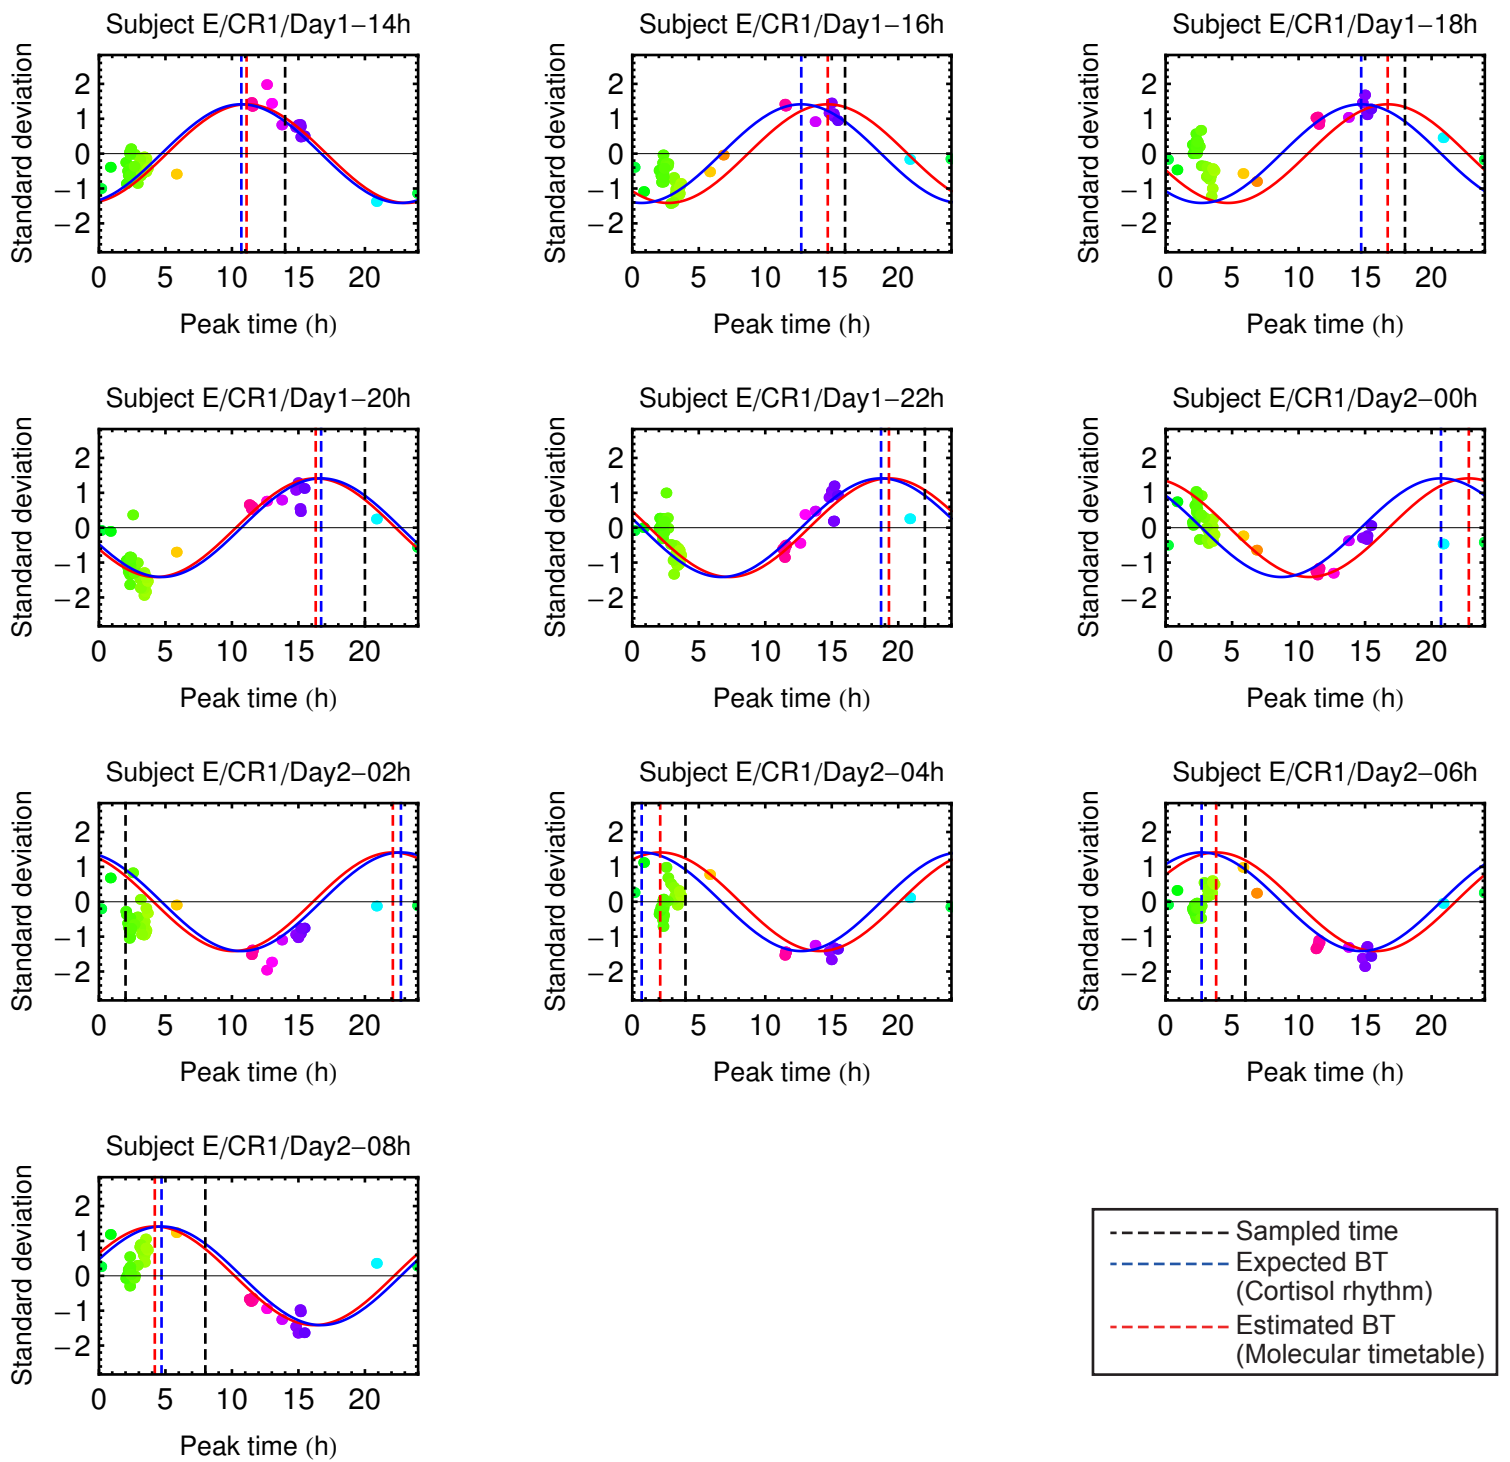 Subject E/CR1/Day1−14h
Standard deviation
2
1
0
−1
−2
0 5 10 15 20
Peak time (h)
Subject E/CR1/Day1−16h
Standard deviation
2
1
0
−1
−2
0 5 10 15 20
Peak time (h)
Subject E/CR1/Day1−18h
Standard deviation
2
1
0
−1
−2
0 5 10 15 20
Peak time (h)
Subject E/CR1/Day1−20h
Standard deviation
2
1
0
−1
−2
0 5 10 15 20
Peak time (h)
Subject E/CR1/Day1−22h
Standard deviation
2
1
0
−1
−2
0 5 10 15 20
Peak time (h)
Subject E/CR1/Day2−00h
Standard deviation
2
1
0
−1
−2
0 5 10 15 20
Peak time (h)
Subject E/CR1/Day2−02h
Standard deviation
2
1
0
−1
−2
0 5 10 15 20
Peak time (h)
Subject E/CR1/Day2−04h
Standard deviation
2
1
0
−1
−2
0 5 10 15 20
Peak time (h)
Subject E/CR1/Day2−06h
Standard deviation
2
1
0
−1
−2
0 5 10 15 20
Peak time (h)
Subject E/CR1/Day2−08h
Standard deviation
2
1
0
−1
−2
0 5 10 15 20
Peak time (h)
Sampled time
Expected BT
(Cortisol rhythm)
Estimated BT
(Molecular timetable)